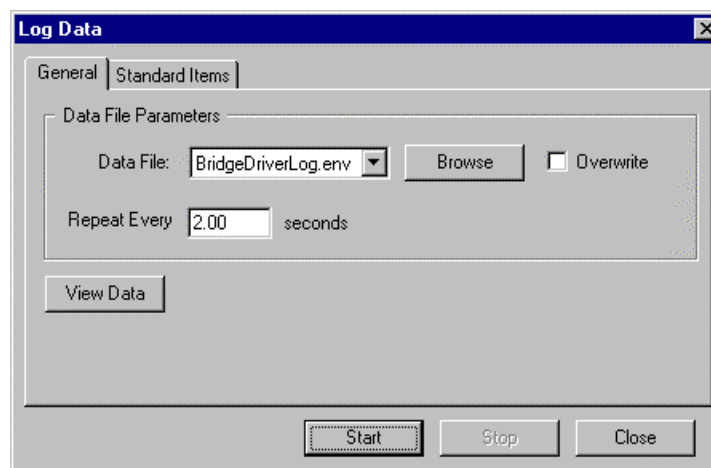 Log Data
General Standard Items
Data File Parameters
Data File: BridgeDriverLog.env Browse Overwrite
Repeat Every 2.00 seconds
View Data
Start Stop Close